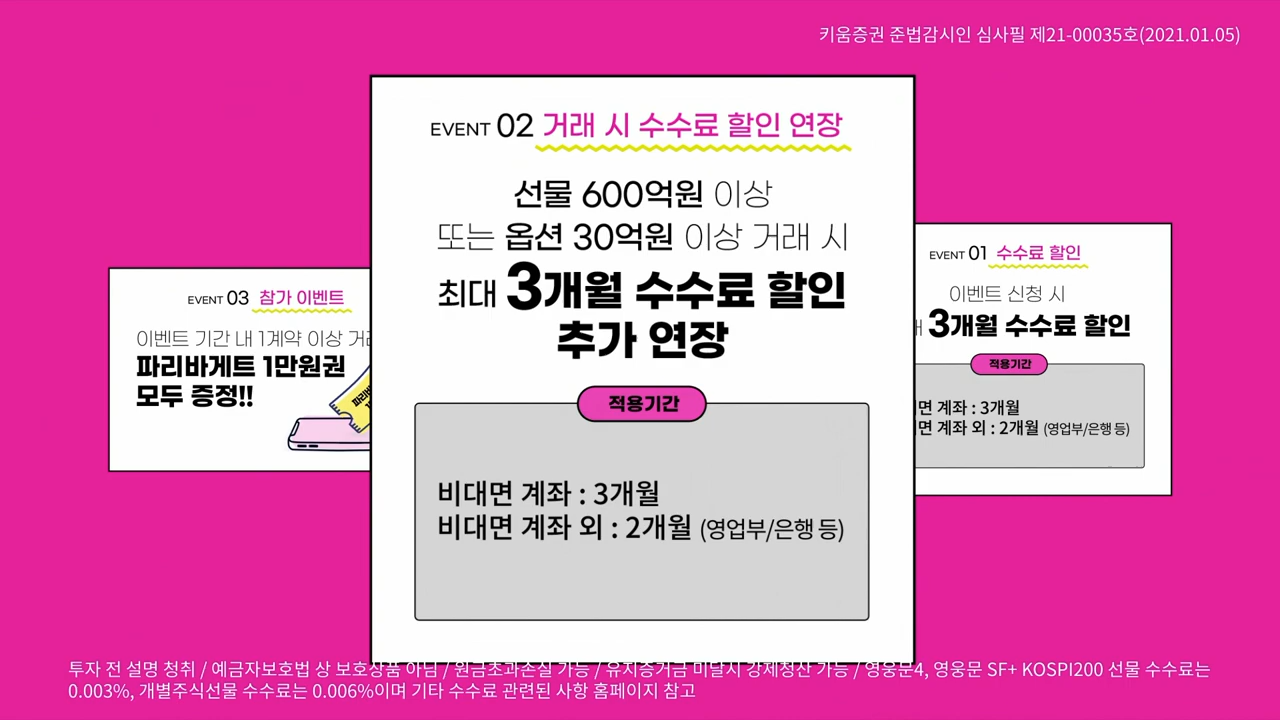 키움증권 준법감시인 심사필 제21-00035호(2021.01.05)
EVENT 02 거래 시 수수료 할인 연장
선물 600억원 이상
또는 옵션 30억원 이상 거래 시
최대 3개월 수수료 할인
추가 연장
적용기간
비대면 계좌 : 3개월
비대면 계좌 외 : 2개월 (영업부/은행 등)
EVENT 03 참가 이벤트
이벤트 기간 내 1계약 이상
파리바게트 1만원권
모두 증정!!
EVENT 01 수수료 할인
이벤트 신청 시
3개월 수수료 할인
적용기간
면 계좌 : 3개월
면 계좌 외 : 2개월 (영업부/은행 등)
투자 전 설명 청취 / 예금자보호법 상 보호상품 아님 / 원금초과손실 가능 / 유지증거금 미달시 강제청산 가능 / 영웅문4, 영웅문 SF+ KOSPI200 선물 수수료는
0.003%, 개별주식선물 수수료는 0.006%이며 기타 수수료 관련된 사항 홈페이지 참고